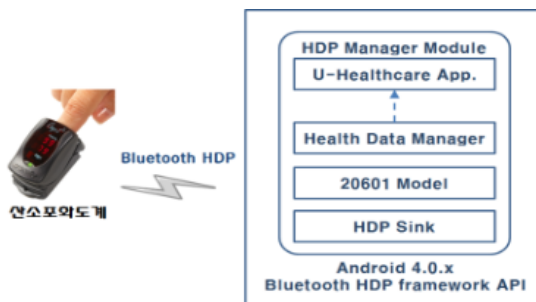 HDP Manager Module
U-Healthcare App.
Health Data Manager
20601 Model
HDP Sink
Android 4.0.x
Bluetooth HDP framework API
Bluetooth HDP
산소포화도계